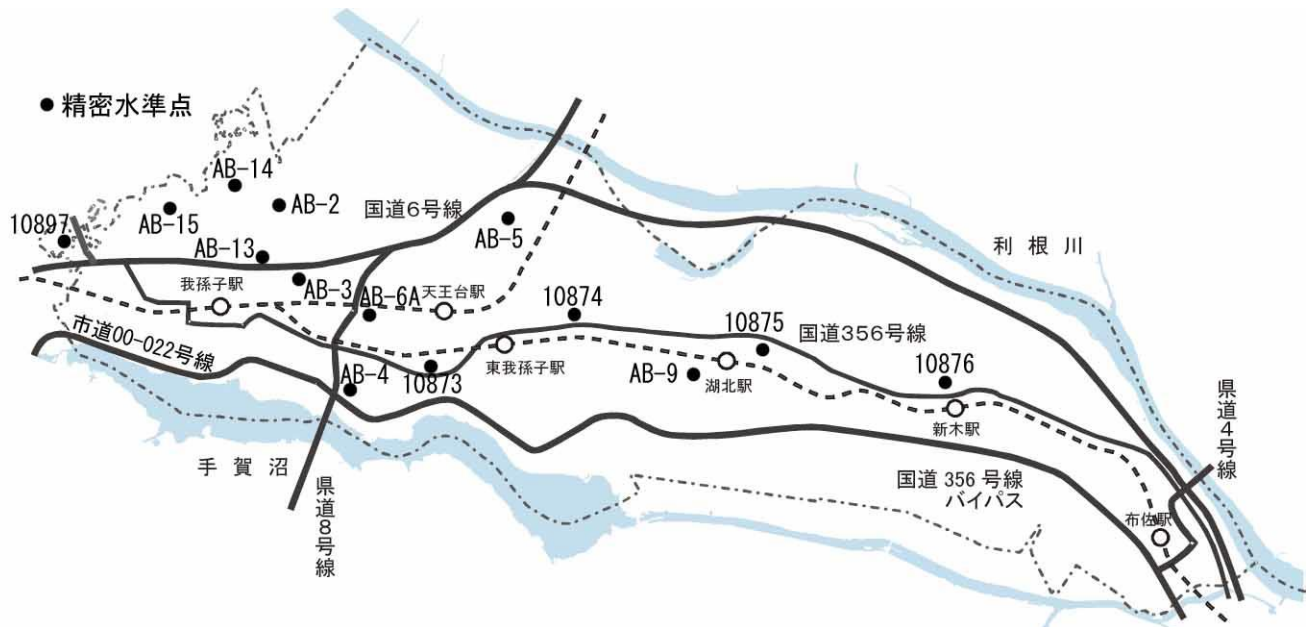 ● 精密水準点
AB-14
AB-2
国道6号線
10897
AB-15
AB-5
AB-13
利根川
我孫子駅
AB-3
AB-6A
天王台駅
10874
10875
国道356号線
市道00-022号線
東我孫子駅
10873
AB-4
AB-9
湖北駅
10876
新木駅
県道4号線
手賀沼
県道8号線
国道 356 号線
バイパス
布佐駅